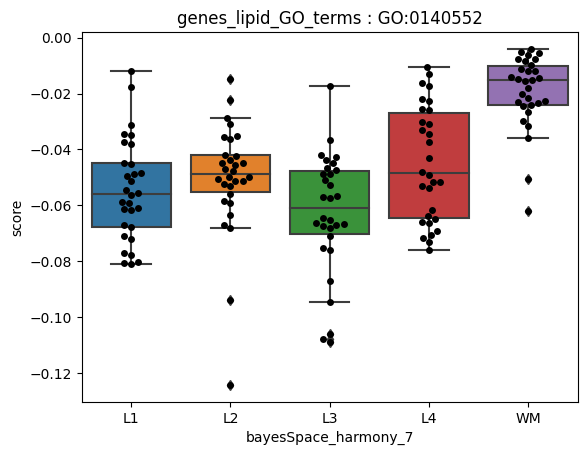 genes_lipid_GO_terms : GO:0140552
0.00
−0.02
−0.04
−0.06
−0.08
−0.10
−0.12
score
L1 L2 L3 L4 WM
bayesSpace_harmony_7